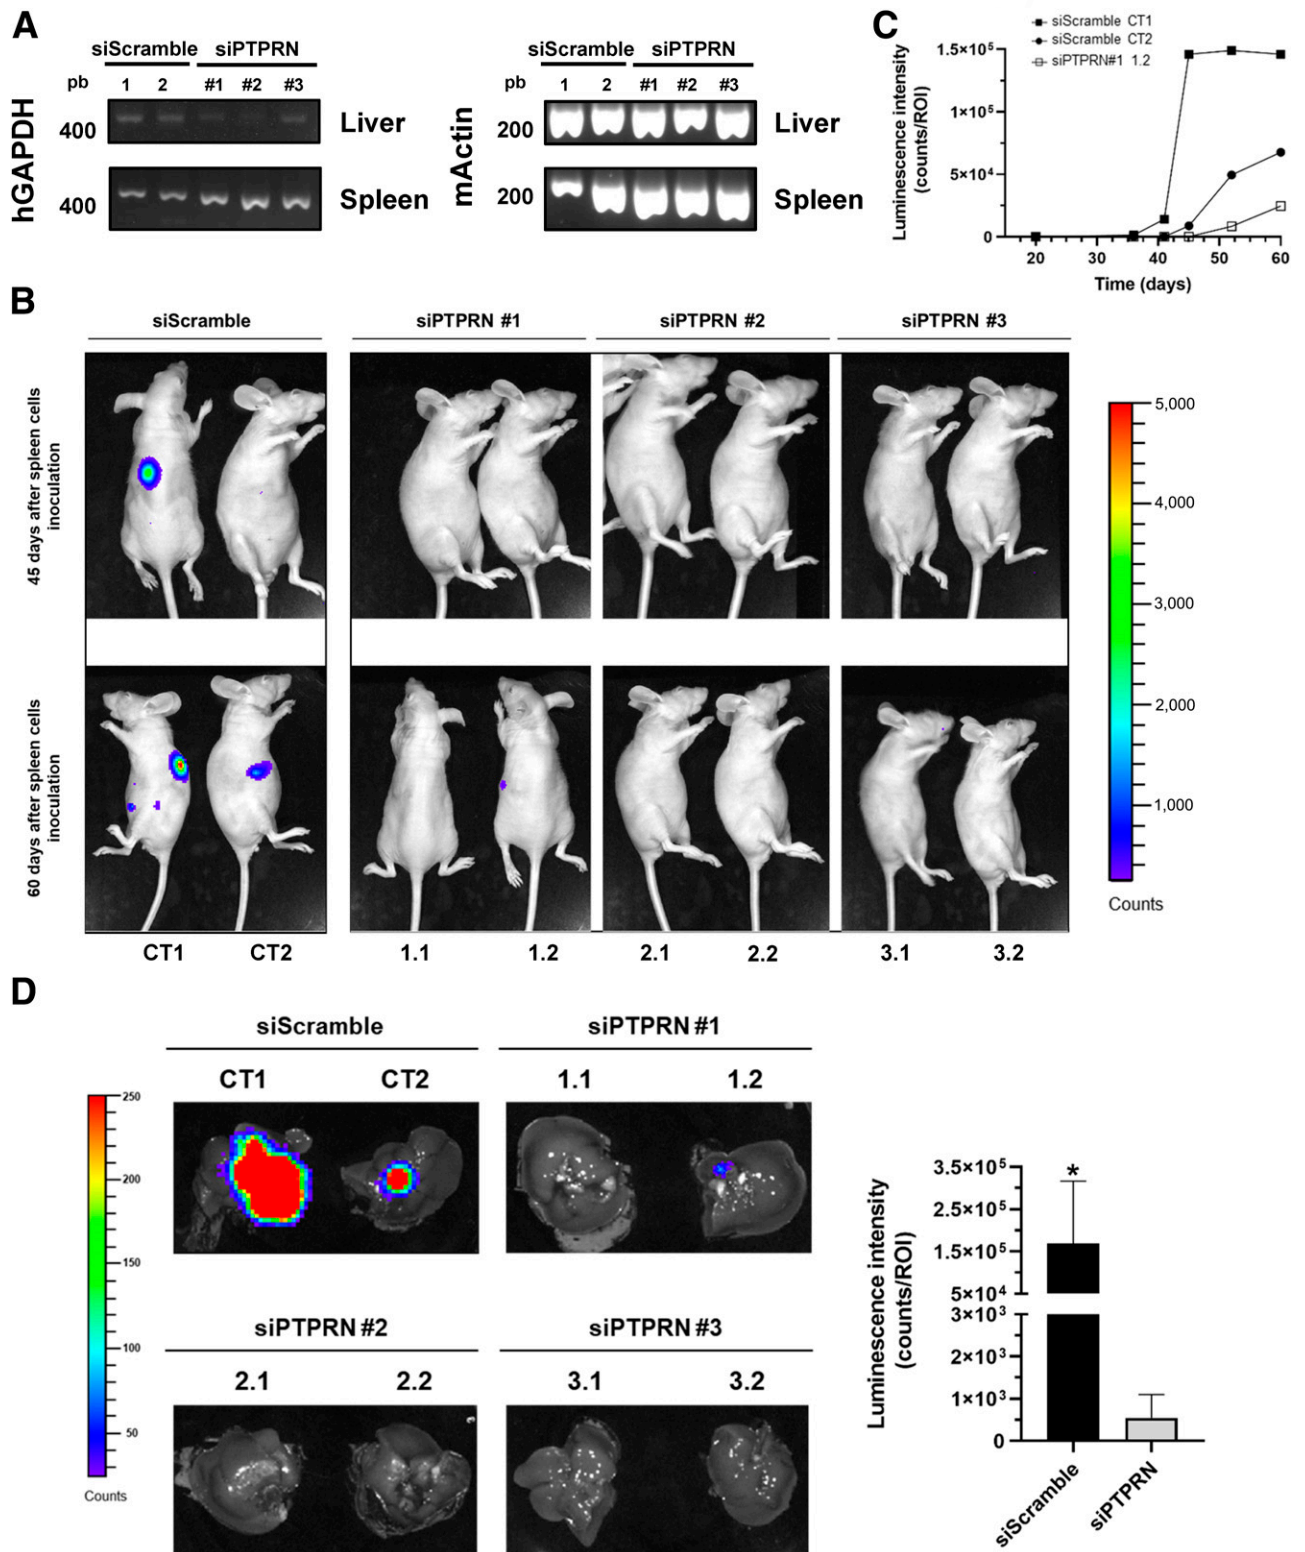 A
siScramble siPTPRN
pb 1 2 #1 #2 #3
hGAPDH
400 Liver
400 Spleen
siScramble siPTPRN
pb 1 2 #1 #2 #3
mActin
200 Liver
200 Spleen
C
siScramble CT1
siScramble CT2
siPTPRN#1 1.2
Luminescence intensity
(counts/ROI)
1.5×10⁵
1×10⁵
5×10⁴
0
20 30 40 50 60
Time (days)
B
siScramble siPTPRN #1 siPTPRN #2 siPTPRN #3
45 days after spleen cells
inoculation
60 days after spleen cells
inoculation
CT1 CT2 1.1 1.2 2.1 2.2 3.1 3.2
5,000
4,000
3,000
2,000
1,000
Counts
D
siScramble siPTPRN #1
CT1 CT2 1.1 1.2
siPTPRN #2 siPTPRN #3
2.1 2.2 3.1 3.2
250
200
150
100
50
Counts
Luminescence intensity
(counts/ROI)
3.5×10⁵
2.5×10⁵
1.5×10⁵
5×10⁴
3×10³
2×10³
1×10³
0
*
siScramble
siPTPRN